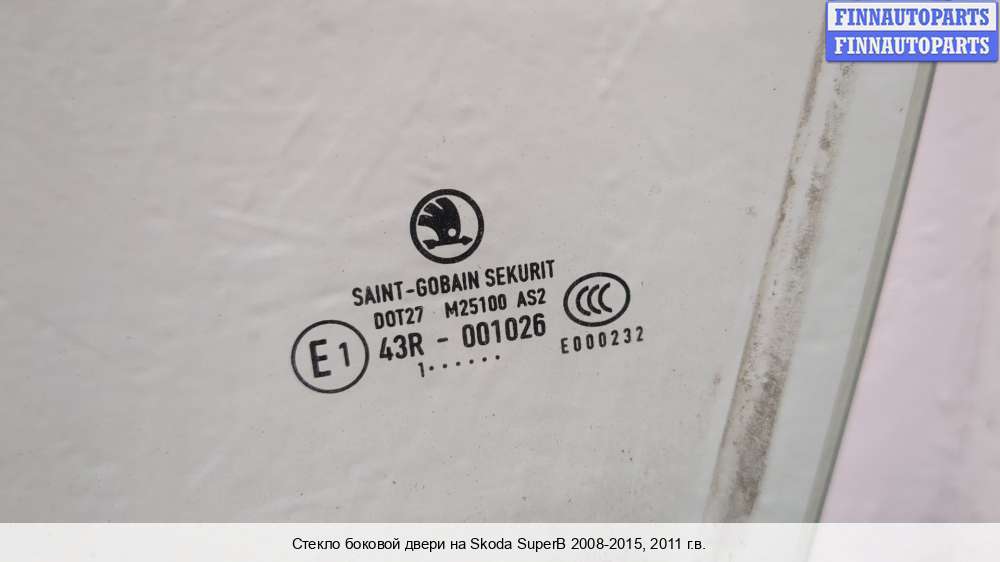 FINNAUTOPARTS
FINNAUTOPARTS
SAINT-GOBAIN SEKURIT
DOT27 M25100 AS2
E1 43R - 001026 CCC
1······ E000232
Стекло боковой двери на Skoda SuperB 2008-2015, 2011 г.в.